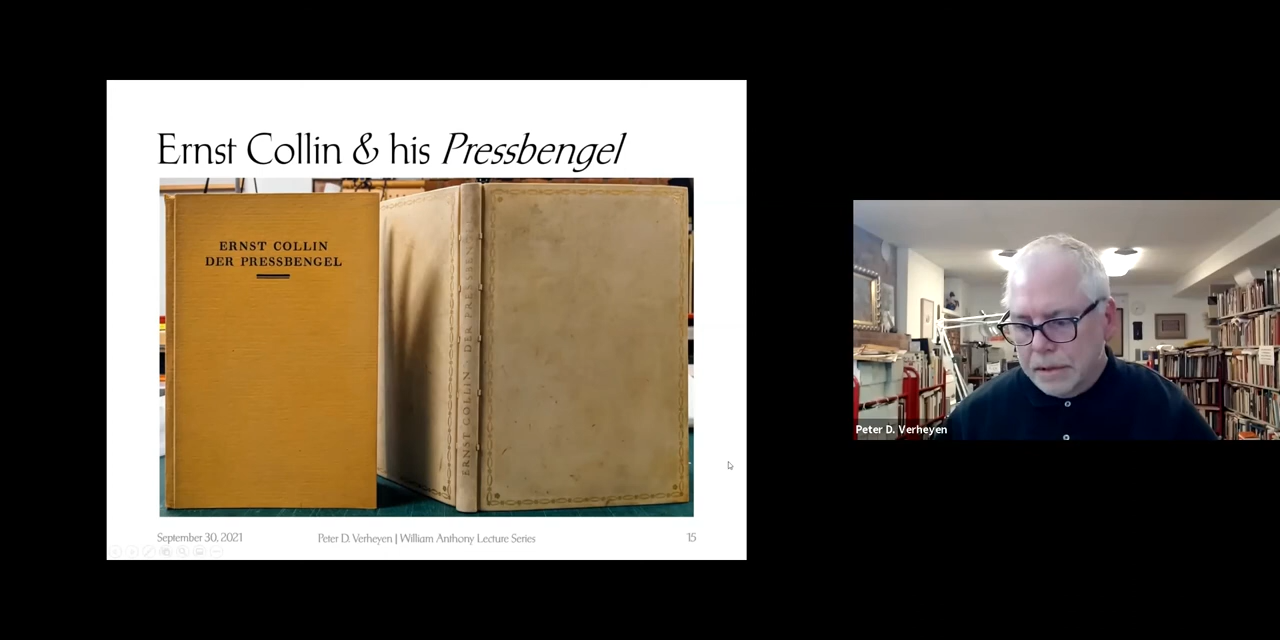 Ernst Collin & his Pressbengel
ERNST COLLIN
DER PRESSBENGEL
ERNST COLLIN DER PRESSBENGEL
September 30, 2021
Peter D. Verheyen | William Anthony Lecture Series
15
Peter D. Verheyen